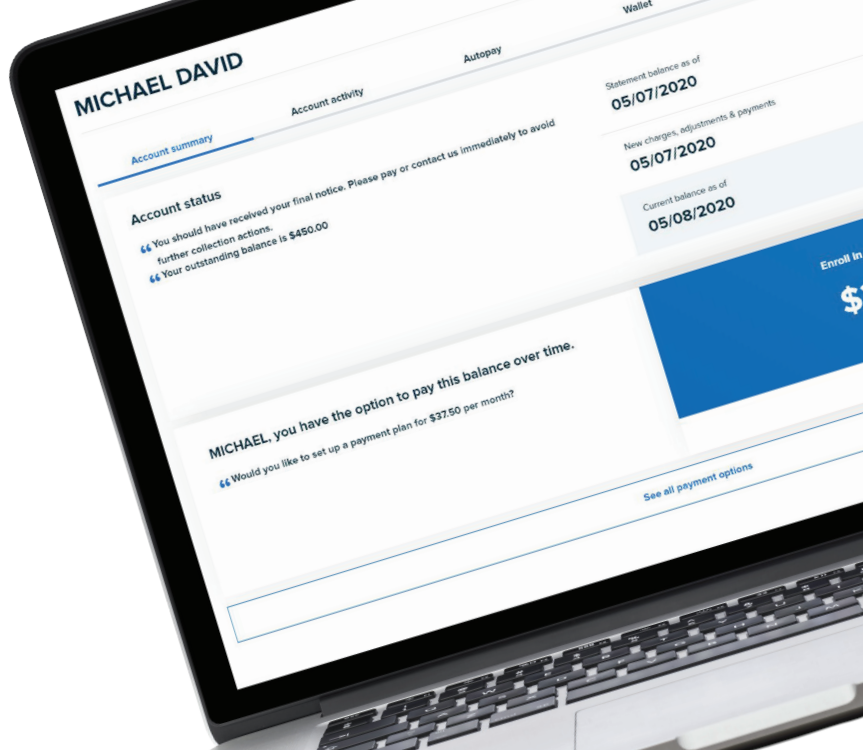 MICHAEL DAVID
Account summary
Account activity
Autopay
Wallet
Account status
“ You should have received your final notice. Please pay or contact us immediately to avoid
further collection actions.
“ Your outstanding balance is $450.00
Statement balance as of
05/07/2020
New charges, adjustments & payments
05/07/2020
Current balance as of
05/08/2020
MICHAEL, you have the option to pay this balance over time.
“ Would you like to set up a payment plan for $37.50 per month?
Enroll in
$
See all payment options